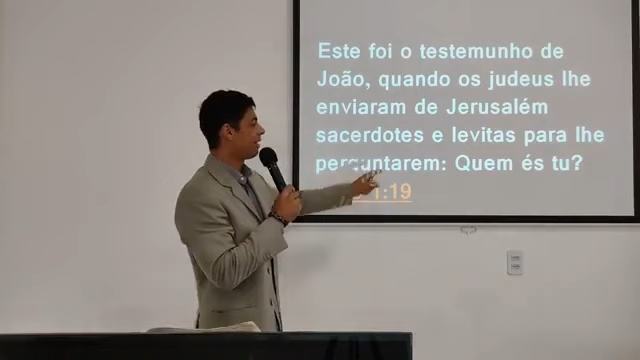 Este foi o testemunho de
João, quando os judeus lhe
enviaram de Jerusalém
sacerdotes e levitas para lhe
perguntarem: Quem és tu?
1:19